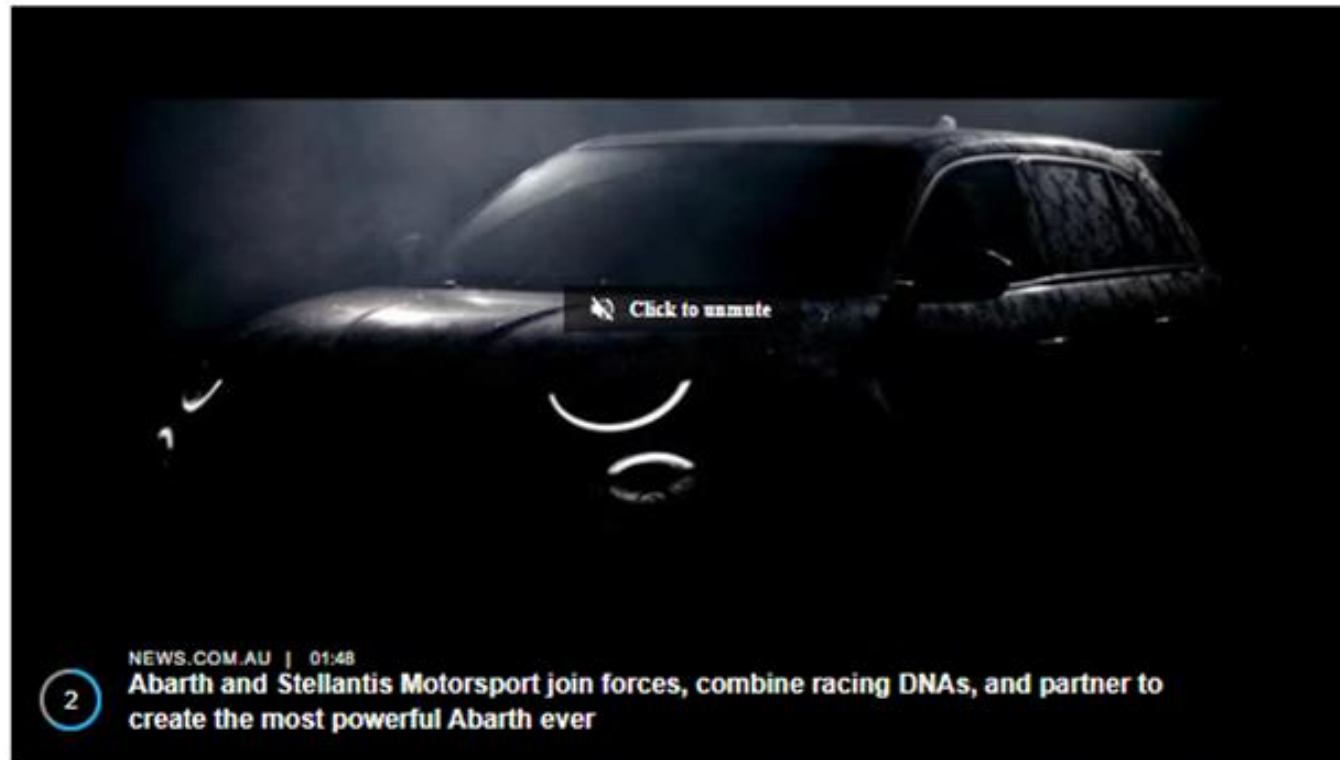 Click to unmute
NEWS.COM.AU | 01:48
2
Abarth and Stellantis Motorsport join forces, combine racing DNAs, and partner to
create the most powerful Abarth ever